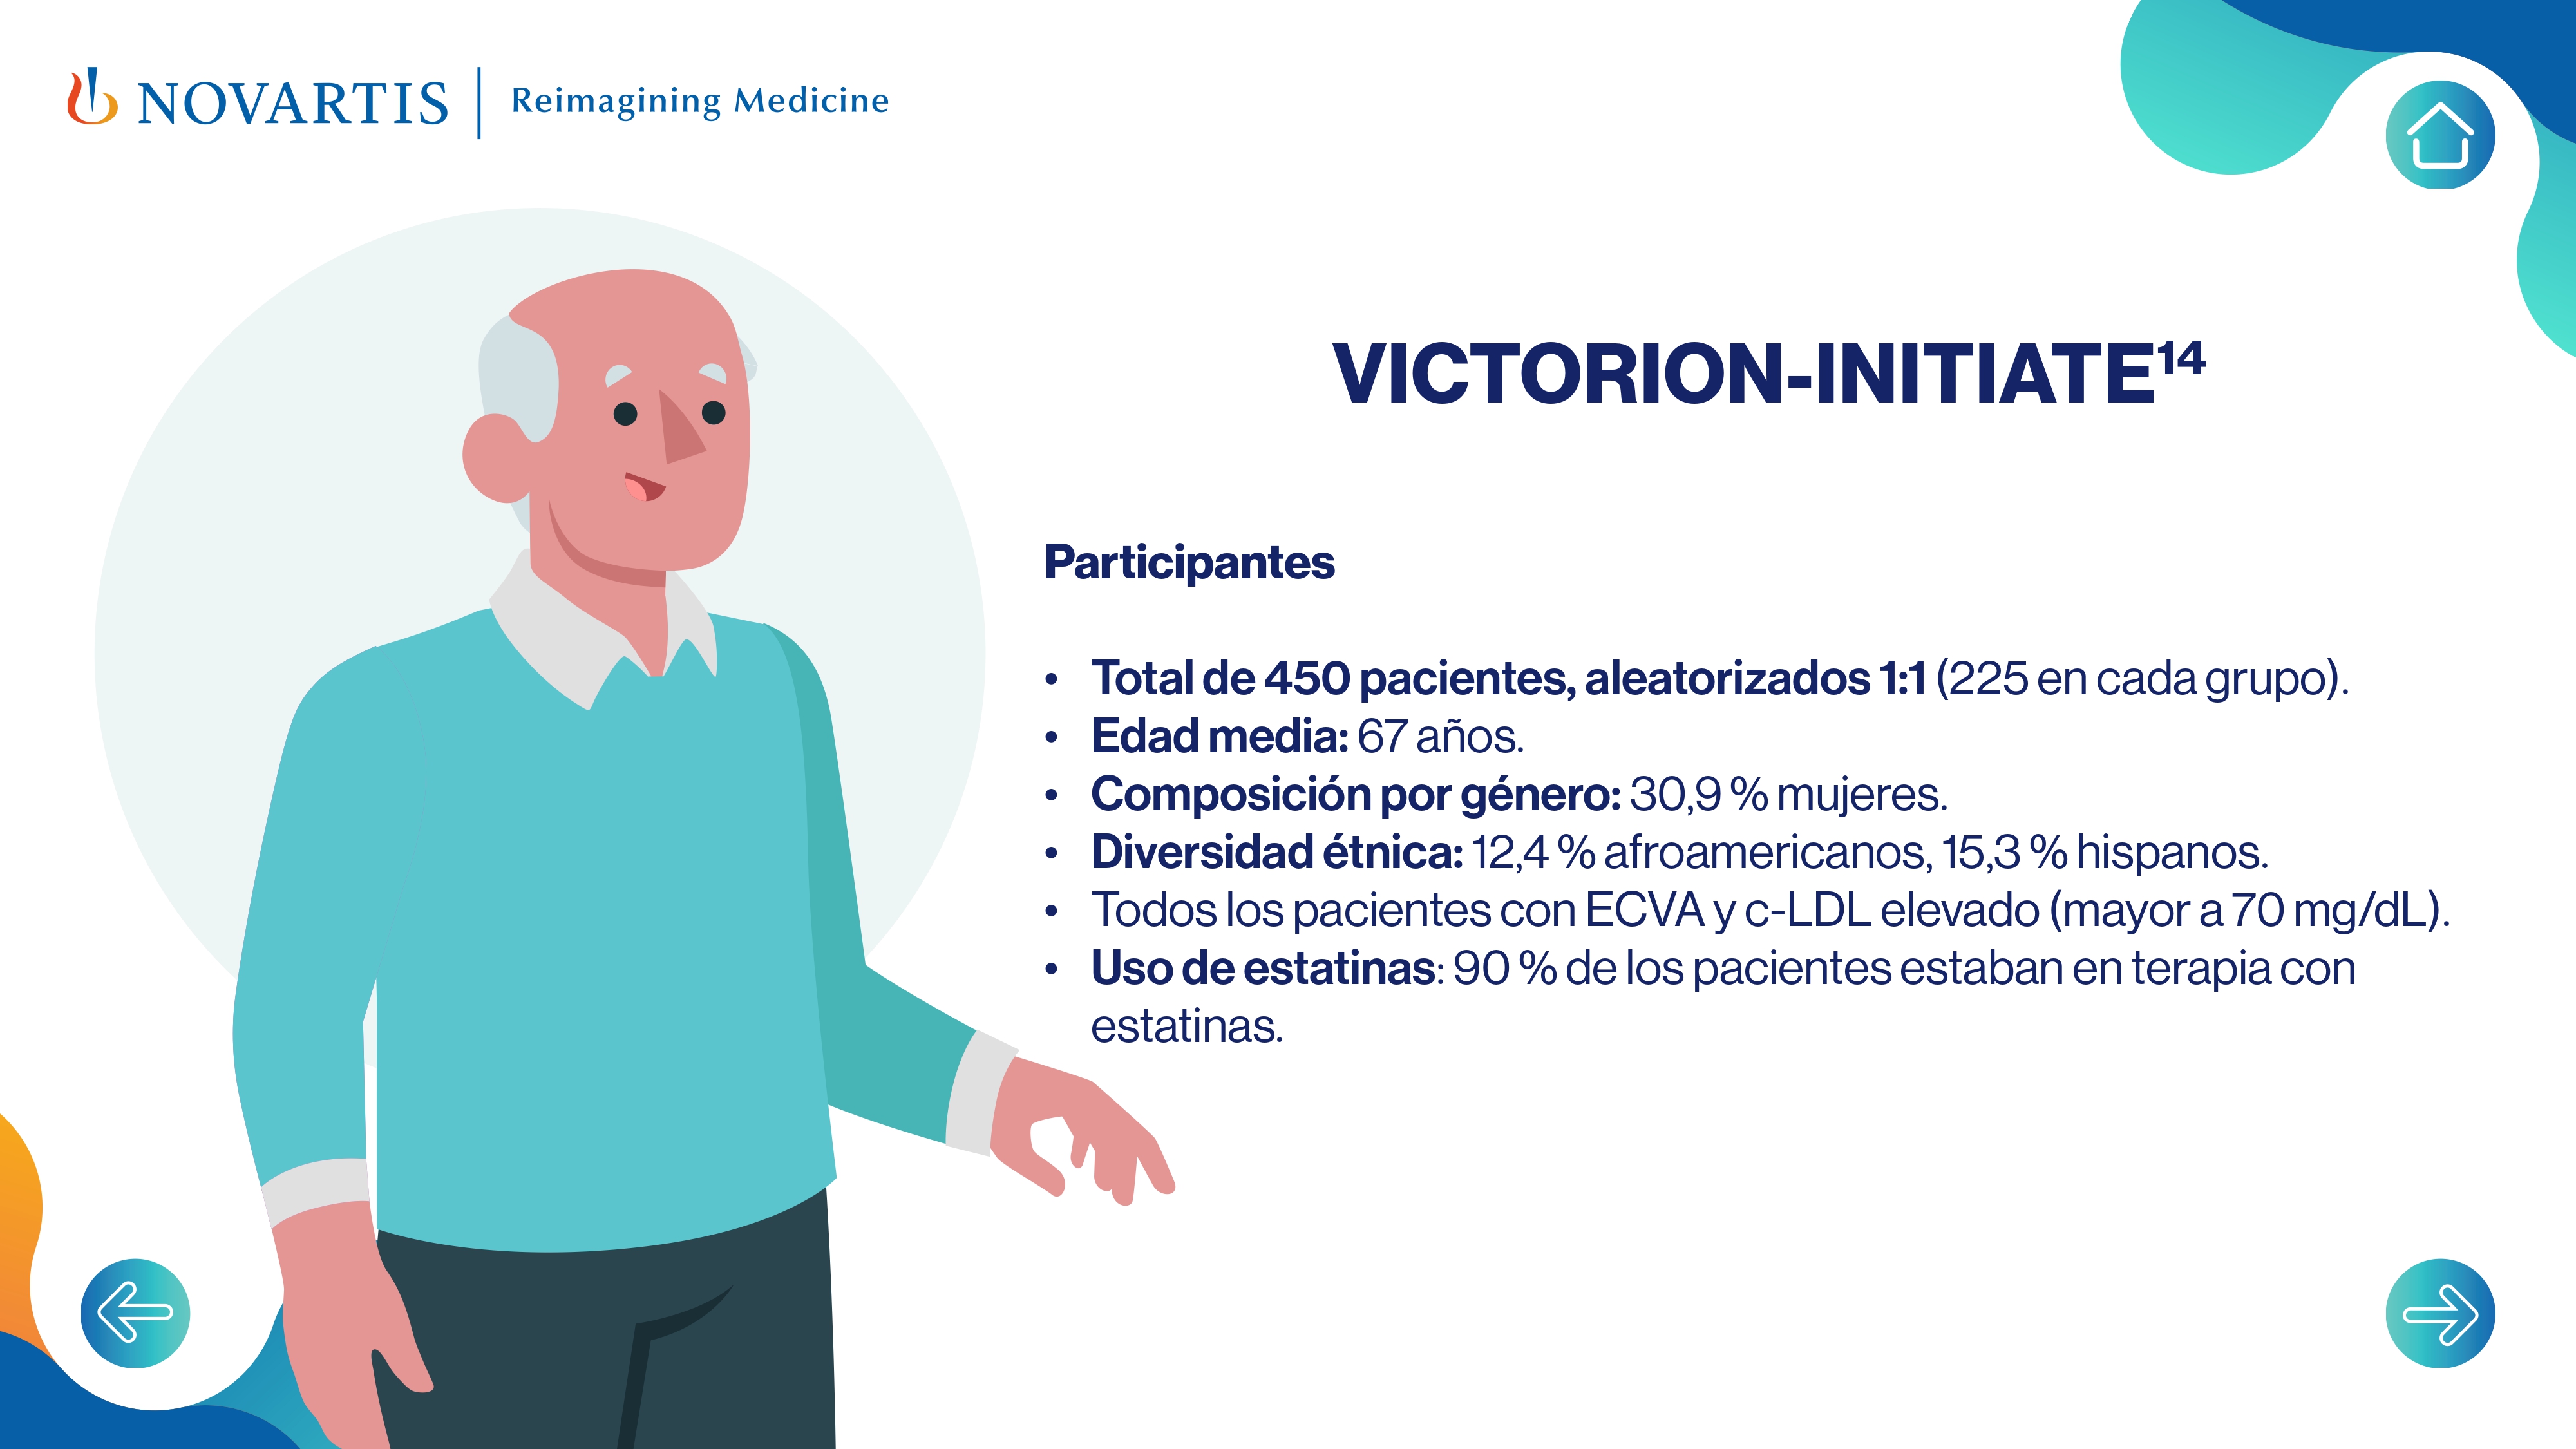 NOVARTIS | Reimagining Medicine
VICTORION-INITIATE¹⁴
Participantes
• Total de 450 pacientes, aleatorizados 1:1 (225 en cada grupo).
• Edad media: 67 años.
• Composición por género: 30,9 % mujeres.
• Diversidad étnica: 12,4 % afroamericanos, 15,3 % hispanos.
• Todos los pacientes con ECVA y c-LDL elevado (mayor a 70 mg/dL).
• Uso de estatinas: 90 % de los pacientes estaban en terapia con
estatinas.